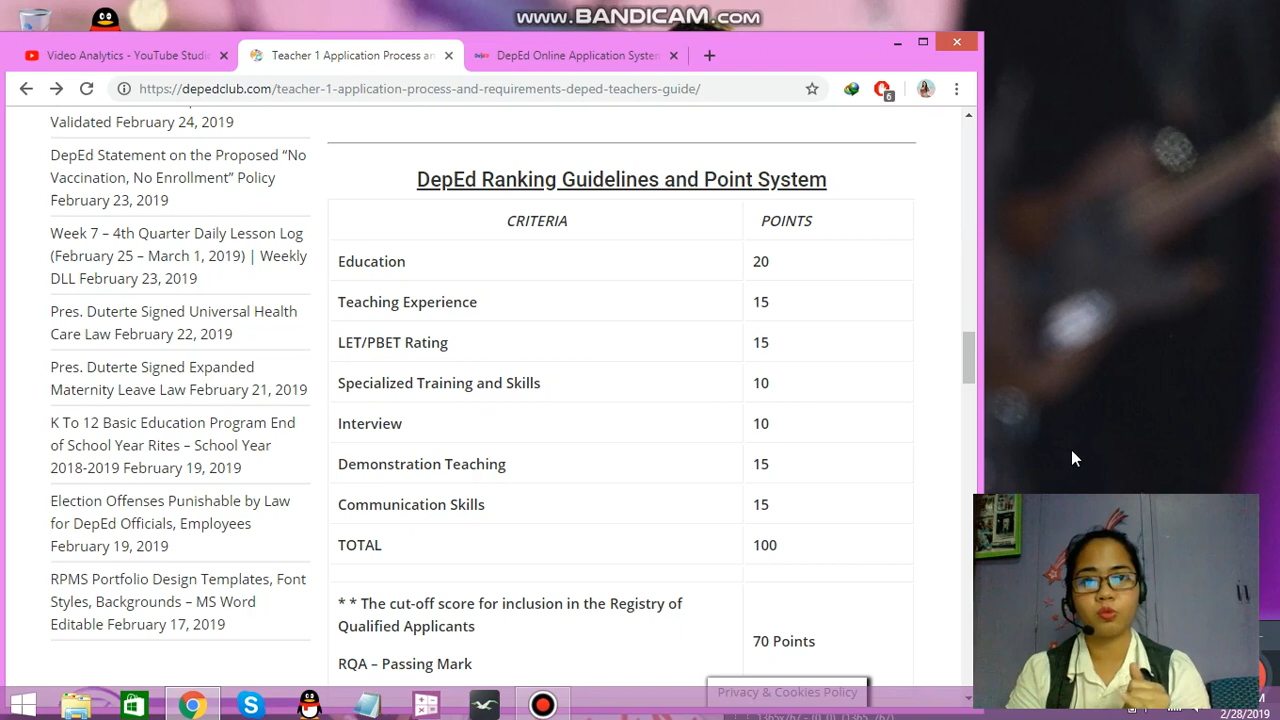 www.BANDICAM.com
Video Analytics - YouTube Studi
Teacher 1 Application Process an
DepEd Online Application System
https://depedclub.com/teacher-1-application-process-and-requirements-deped-teachers-guide/
6
Validated February 24, 2019
DepEd Statement on the Proposed “No
Vaccination, No Enrollment” Policy
February 23, 2019
Week 7 – 4th Quarter Daily Lesson Log
(February 25 – March 1, 2019) | Weekly
DLL February 23, 2019
Pres. Duterte Signed Universal Health
Care Law February 22, 2019
Pres. Duterte Signed Expanded
Maternity Leave Law February 21, 2019
K To 12 Basic Education Program End
of School Year Rites – School Year
2018-2019 February 19, 2019
Election Offenses Punishable by Law
for DepEd Officials, Employees
February 19, 2019
RPMS Portfolio Design Templates, Font
Styles, Backgrounds – MS Word
Editable February 17, 2019
DepEd Ranking Guidelines and Point System
CRITERIA POINTS
Education 20
Teaching Experience 15
LET/PBET Rating 15
Specialized Training and Skills 10
Interview 10
Demonstration Teaching 15
Communication Skills 15
TOTAL 100
* * The cut-off score for inclusion in the Registry of
Qualified Applicants
RQA – Passing Mark
70 Points
Privacy & Cookies Policy
2/28/2019